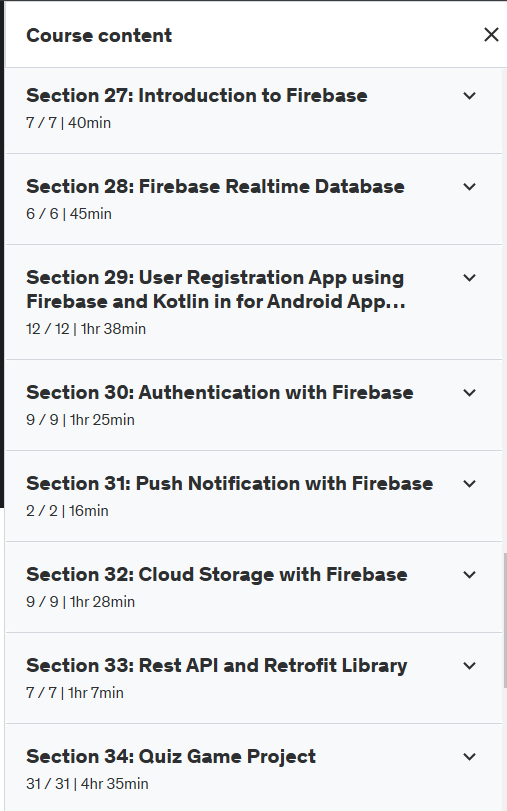 Course content
Section 27: Introduction to Firebase
7 / 7 | 40min
Section 28: Firebase Realtime Database
6 / 6 | 45min
Section 29: User Registration App using
Firebase and Kotlin in for Android App...
12 / 12 | 1hr 38min
Section 30: Authentication with Firebase
9 / 9 | 1hr 25min
Section 31: Push Notification with Firebase
2 / 2 | 16min
Section 32: Cloud Storage with Firebase
9 / 9 | 1hr 28min
Section 33: Rest API and Retrofit Library
7 / 7 | 1hr 7min
Section 34: Quiz Game Project
31 / 31 | 4hr 35min